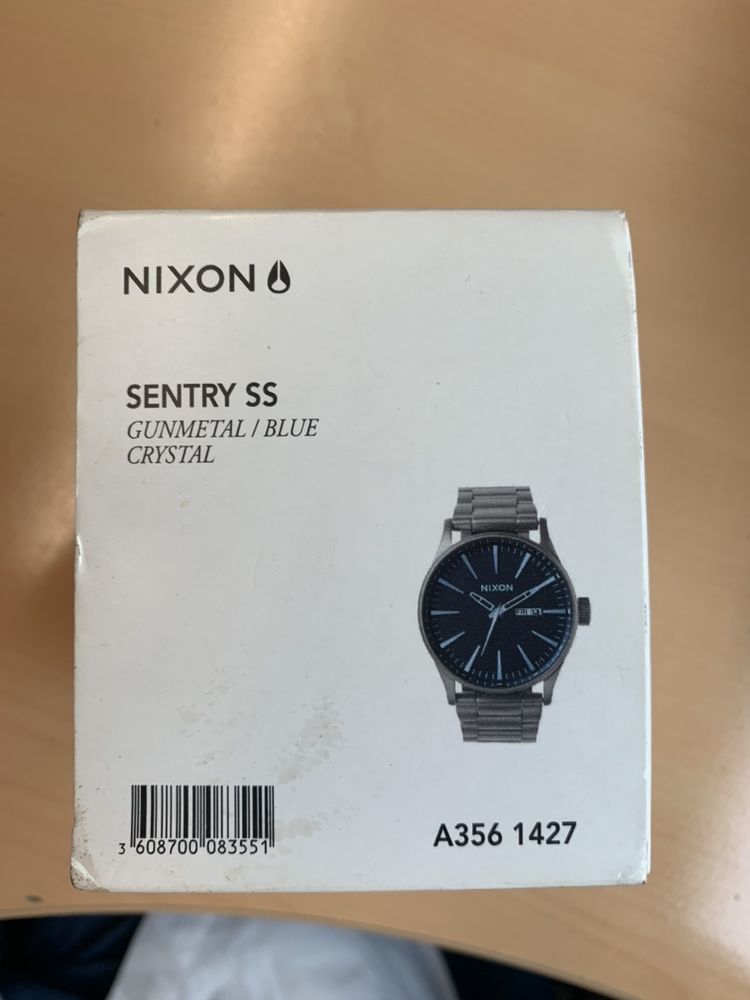 NIXON
SENTRY SS
GUNMETAL / BLUE
CRYSTAL
NIXON
FRI 13
3 608700 083551
A356 1427